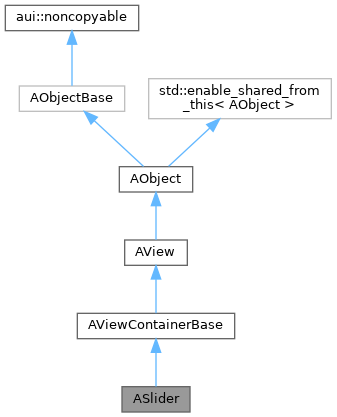 aui::noncopyable
AObjectBase
std::enable_shared_from
_this< AObject >
AObject
AView
AViewContainerBase
ASlider